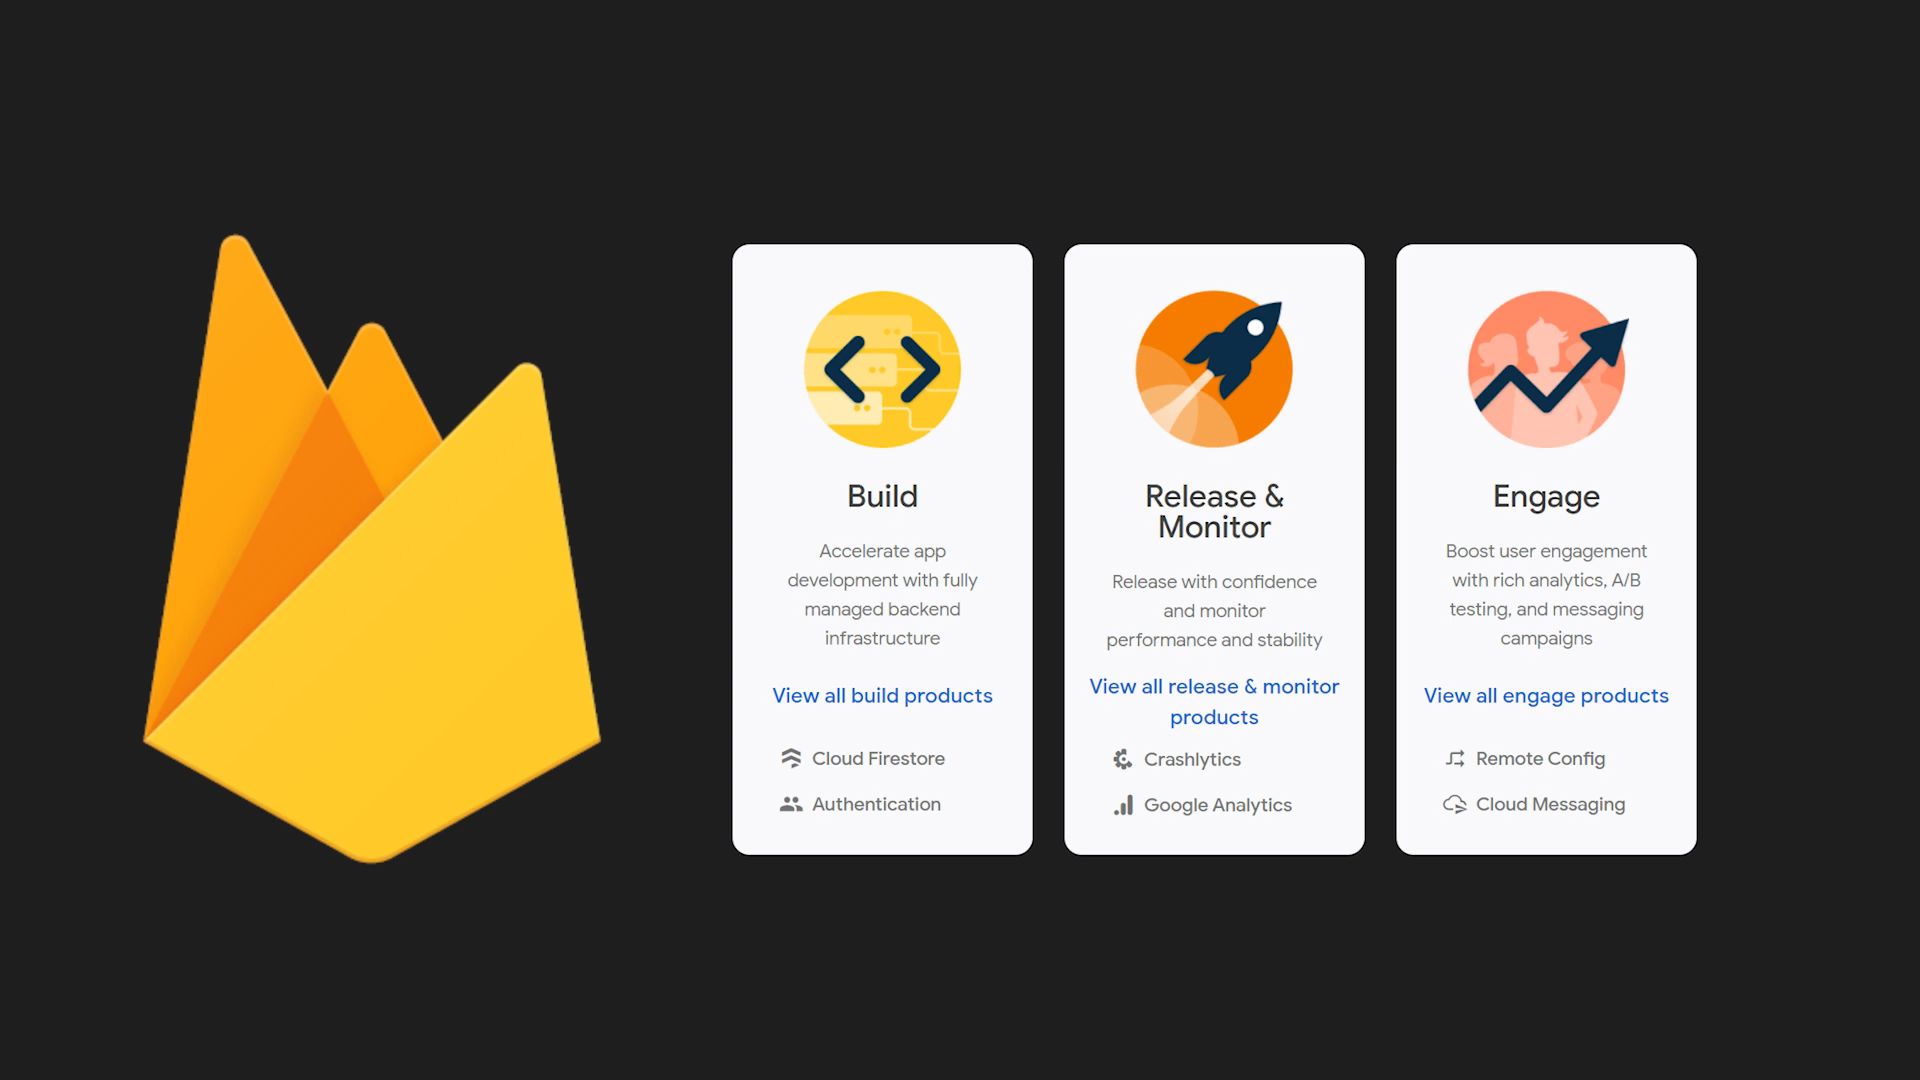 Build
Accelerate app
development with fully
managed backend
infrastructure
View all build products
Cloud Firestore
Authentication
Release &
Monitor
Release with confidence
and monitor
performance and stability
View all release & monitor
products
Crashlytics
Google Analytics
Engage
Boost user engagement
with rich analytics, A/B
testing, and messaging
campaigns
View all engage products
Remote Config
Cloud Messaging